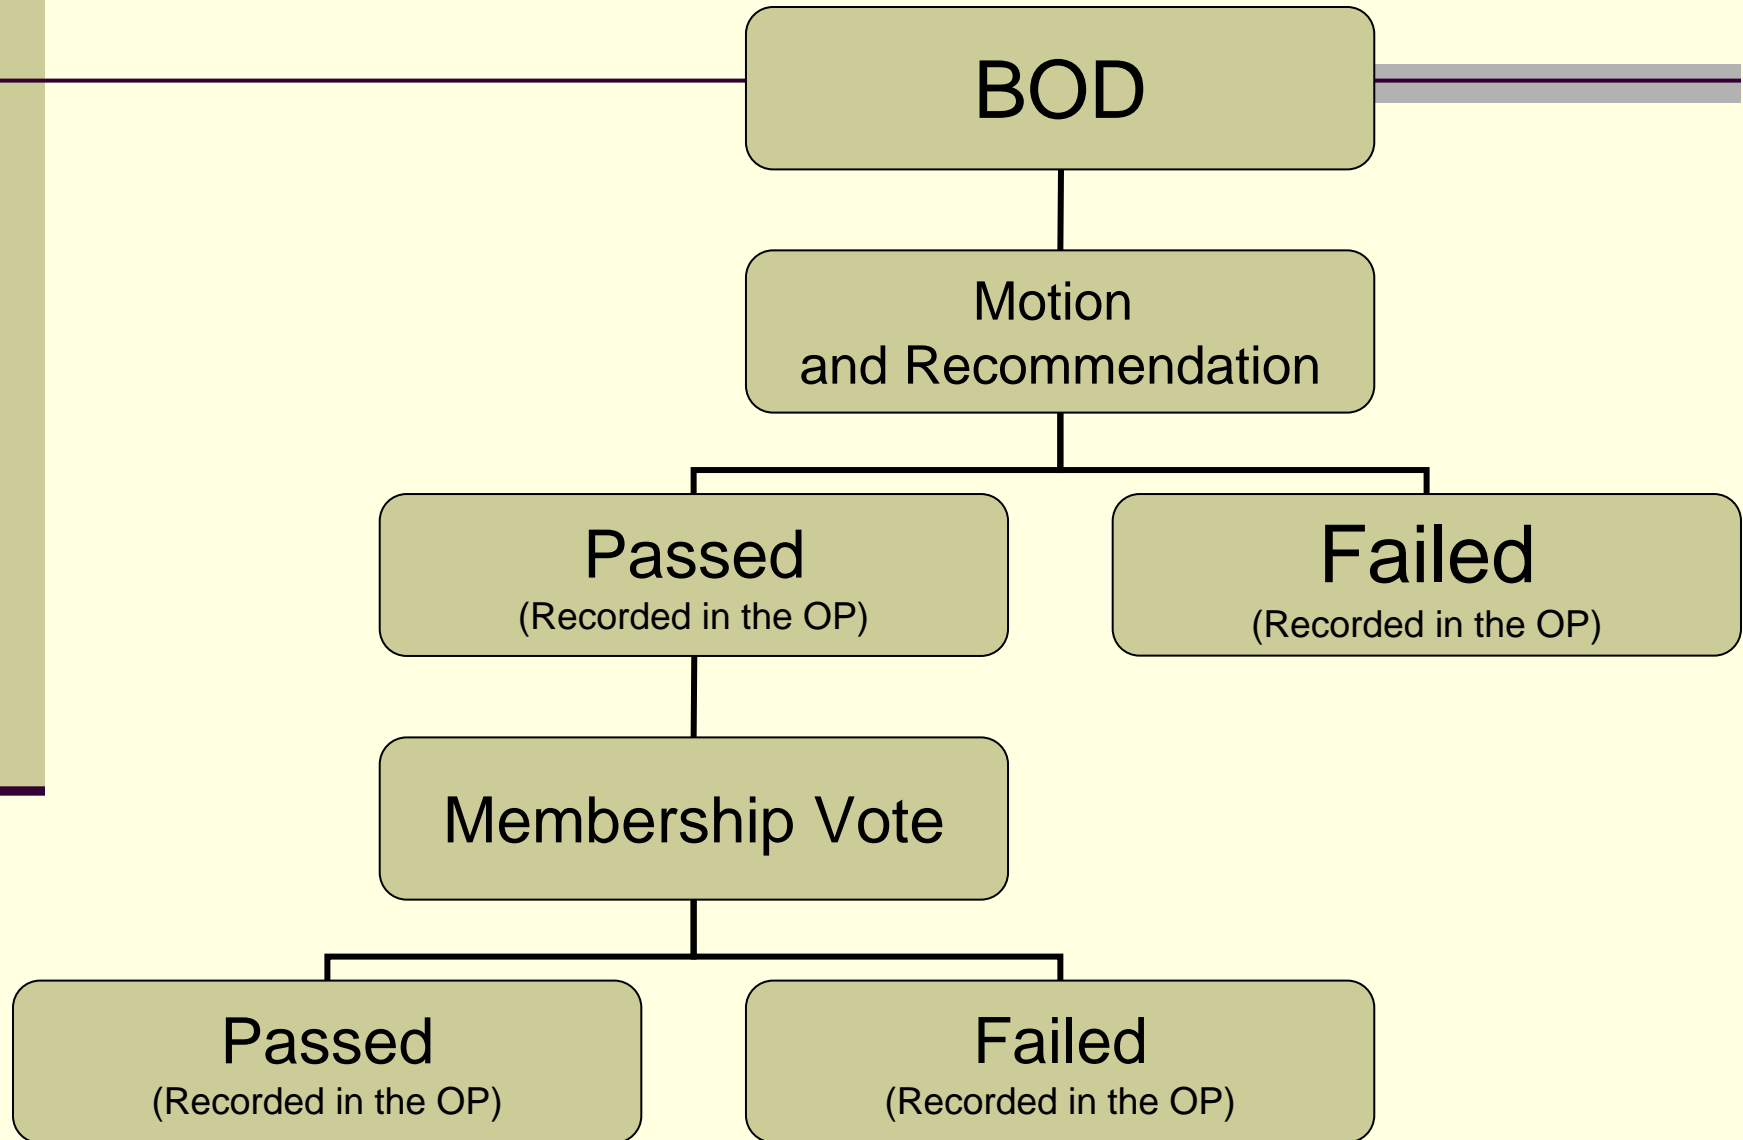 BOD
Motion
and Recommendation
Passed
(Recorded in the OP)
Failed
(Recorded in the OP)
Membership Vote
Passed
(Recorded in the OP)
Failed
(Recorded in the OP)